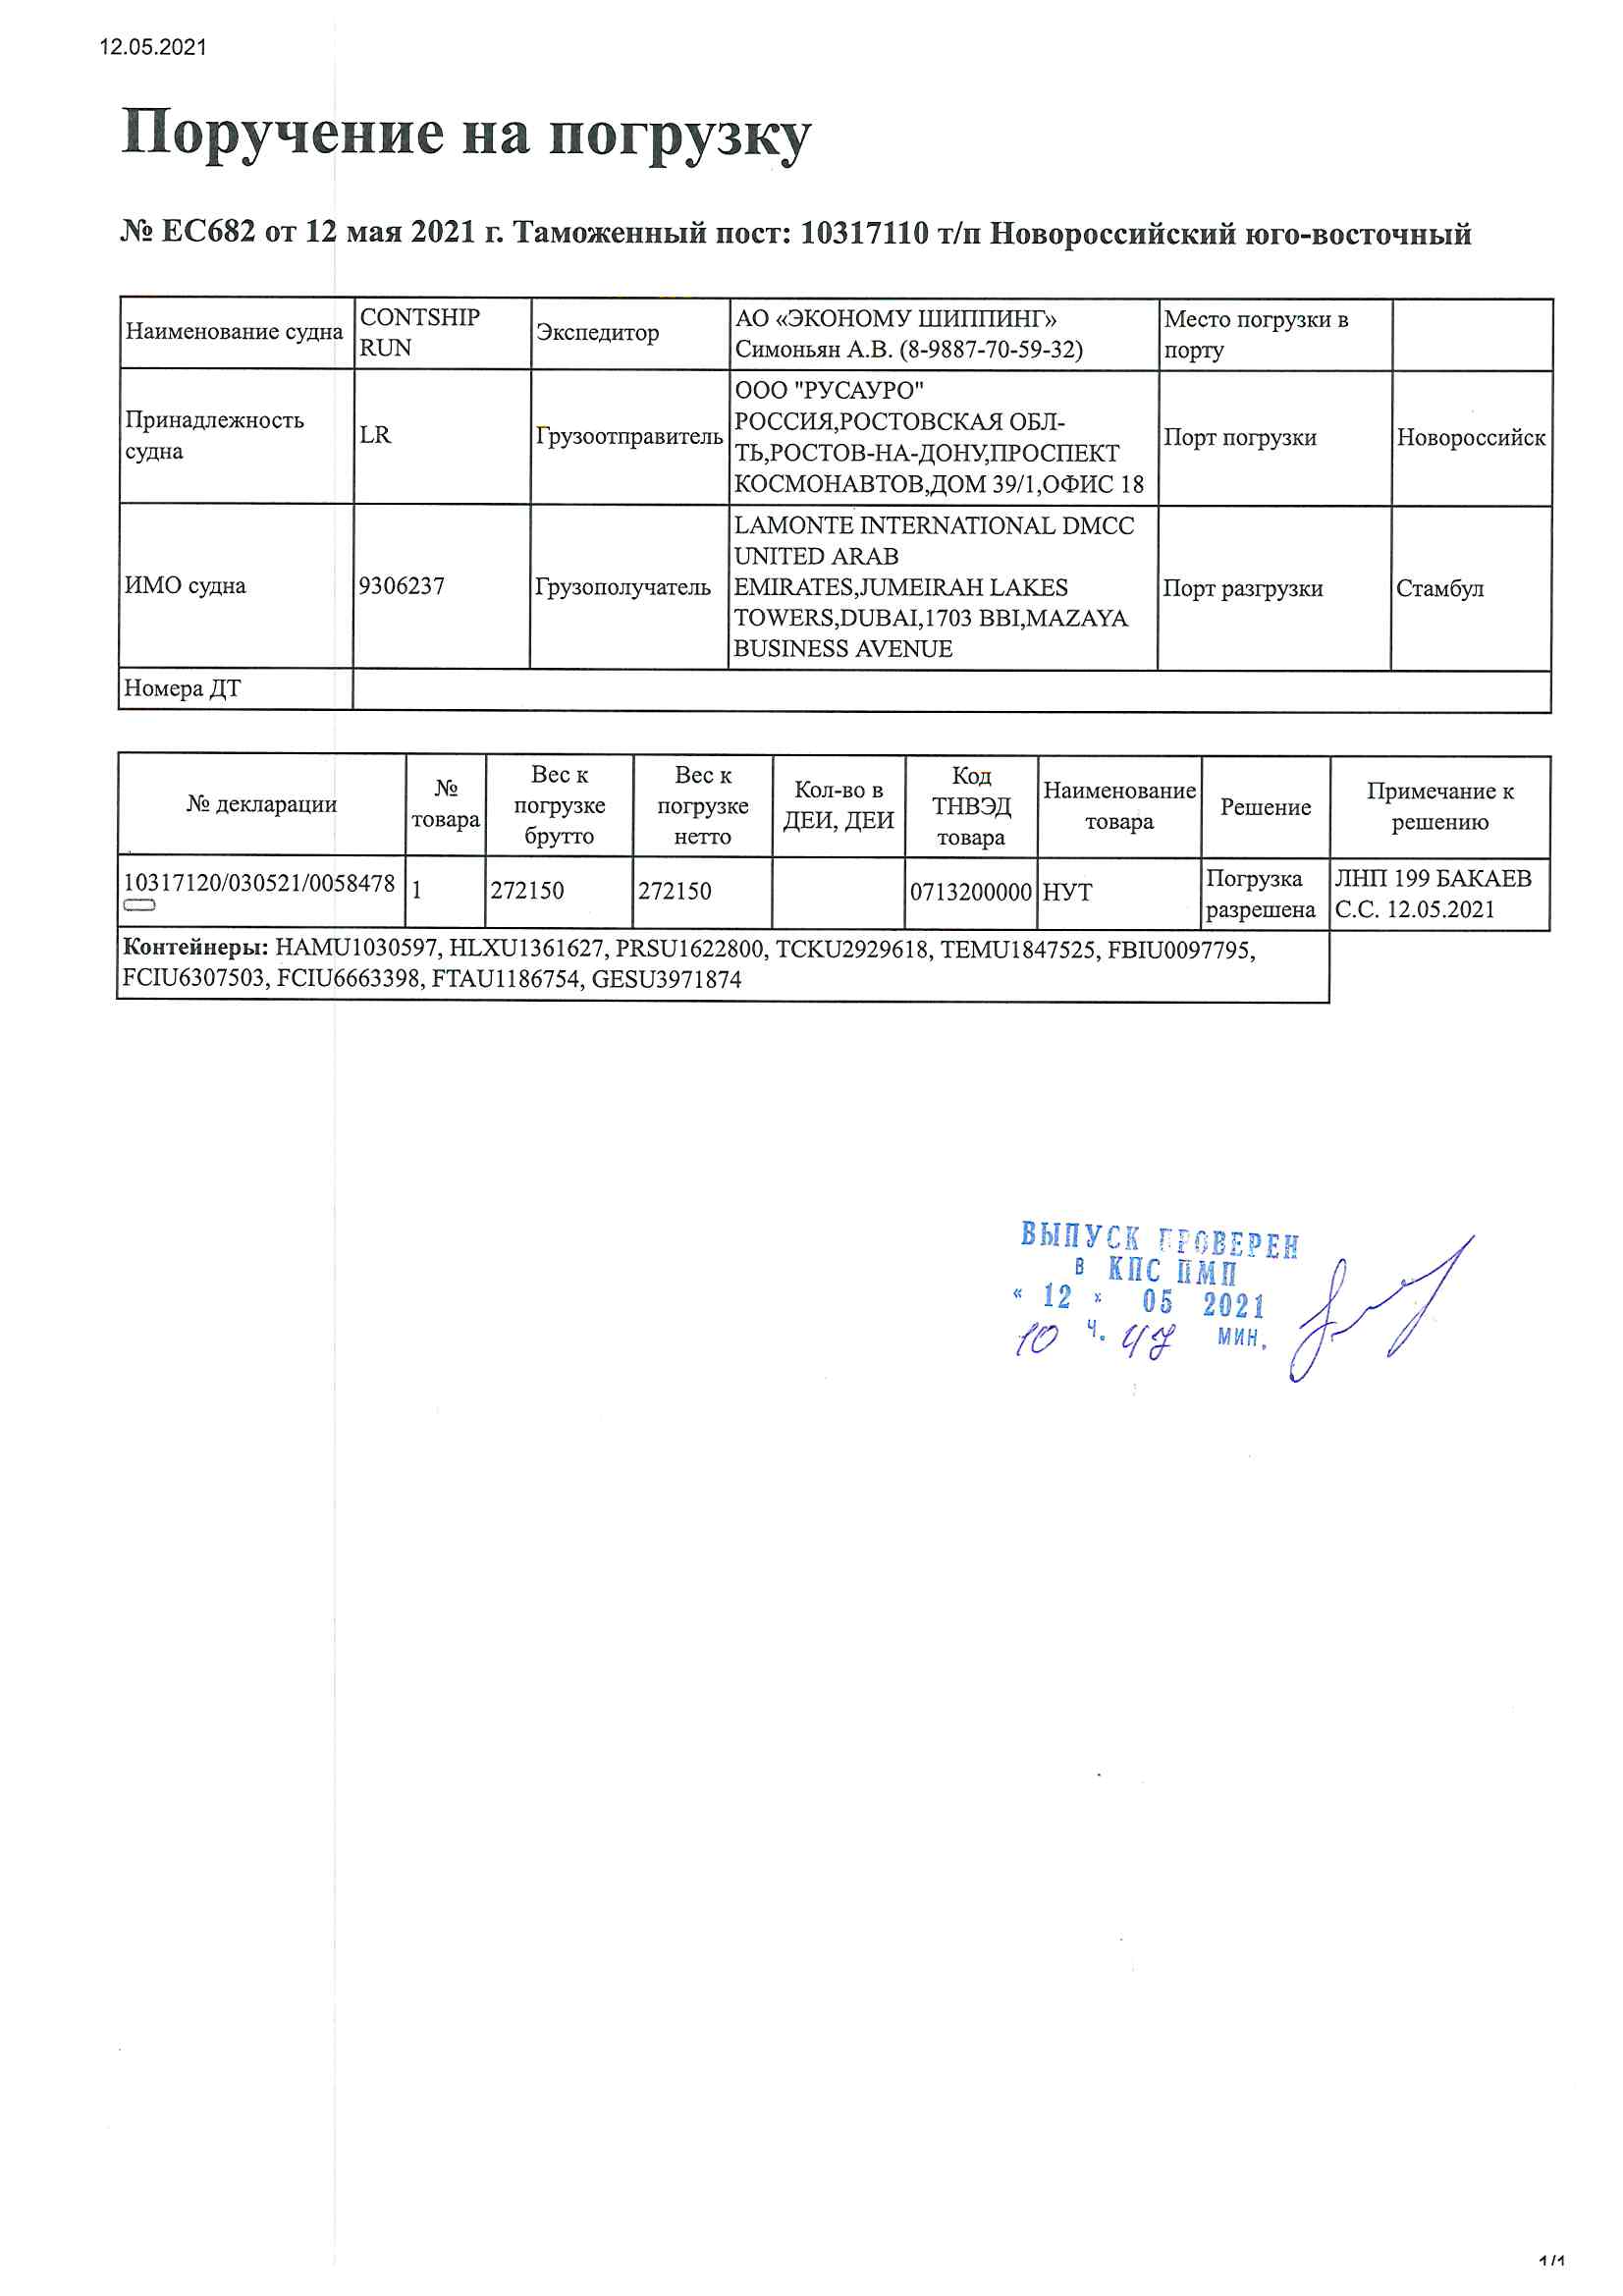 12.05.2021
Поручение на погрузку
№ ЕС682 от 12 мая 2021 г. Таможенный пост: 10317110 т/п Новороссийский юго-восточный
Наименование судна
CONTSHIP
RUN
Экспедитор
АО «ЭКОНОМУ ШИППИНГ»
Симоньян А.В. (8-9887-70-59-32)
Место погрузки в
порту
Принадлежность
судна
LR
Грузоотправитель
ООО "РУСАУРО"
РОССИЯ,РОСТОВСКАЯ ОБЛ-
ТЬ,РОСТОВ-НА-ДОНУ,ПРОСПЕКТ
КОСМОНАВТОВ,ДОМ 39/1,ОФИС 18
Порт погрузки
Новороссийск
ИМО судна
9306237
Грузополучатель
LAMONTE INTERNATIONAL DMCC
UNITED ARAB
EMIRATES,JUMEIRAH LAKES
TOWERS,DUBAI,1703 BBI,MAZAYA
BUSINESS AVENUE
Порт разгрузки
Стамбул
Номера ДТ
№ декларации
№
товара
Вес к
погрузке
брутто
Вес к
погрузке
нетто
Кол-во в
ДЕИ, ДЕИ
Код
ТНВЭД
товара
Наименование
товара
Решение
Примечание к
решению
10317120/030521/0058478
1
272150
272150
0713200000
НУТ
Погрузка
разрешена
ЛНП 199 БАКАЕВ
С.С. 12.05.2021
Контейнеры: HAMU1030597, HLXU1361627, PRSU1622800, TCKU2929618, TEMU1847525, FBIU0097795,
FCIU6307503, FCIU6663398, FTAU1186754, GESU3971874
ВЫПУСК ПРОВЕРЕН
в КПС ПМП
« 12 » 05 2021
10 ч. 47 мин.
1/1